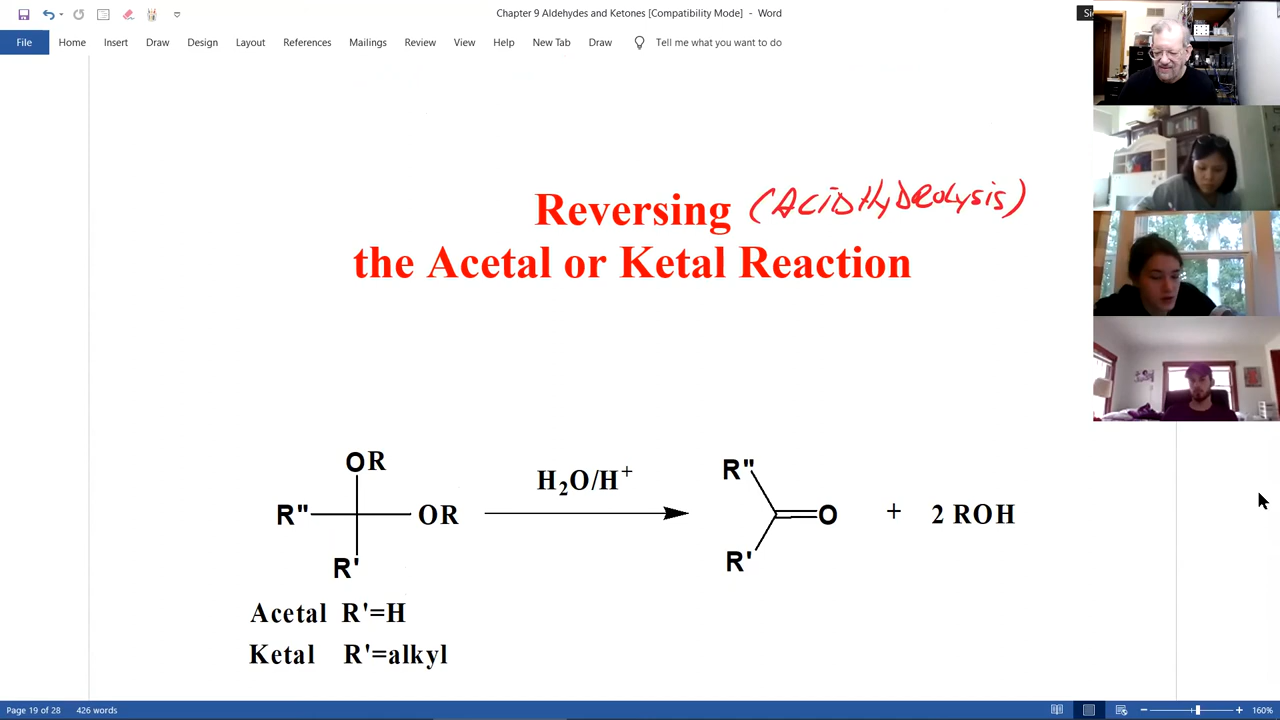 Chapter 9 Aldehydes and Ketones [Compatibility Mode] - Word
File Home Insert Draw Design Layout References Mailings Review View Help New Tab Draw Tell me what you want to do
Reversing (Acid Hydrolysis)
the Acetal or Ketal Reaction
OR
R" OR
R'
H₂O/H⁺
R"
O
R'
+ 2 ROH
Acetal R'=H
Ketal R'=alkyl
Page 19 of 28 426 words
160%